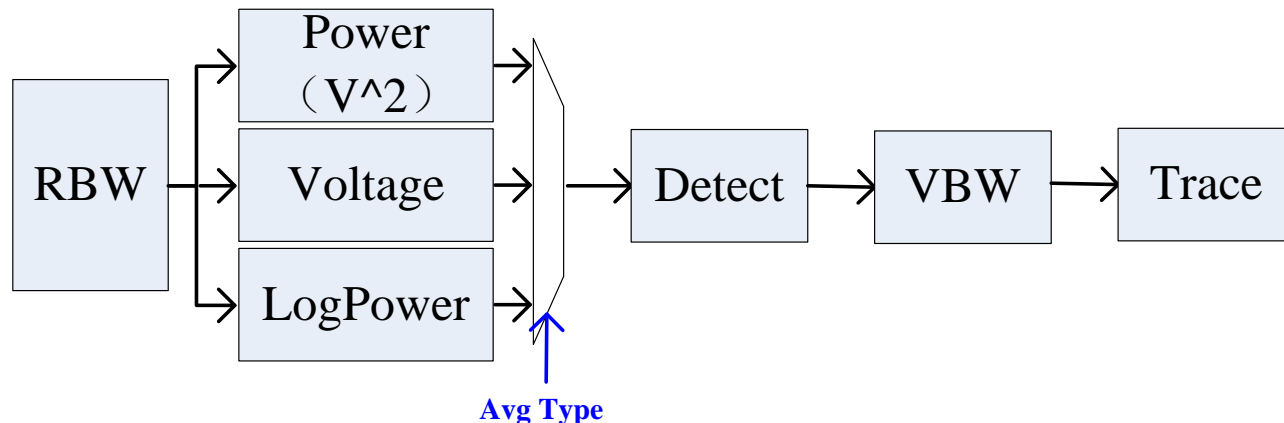 Power
（V^2）
RBW
Voltage
Detect
VBW
Trace
LogPower
Avg Type